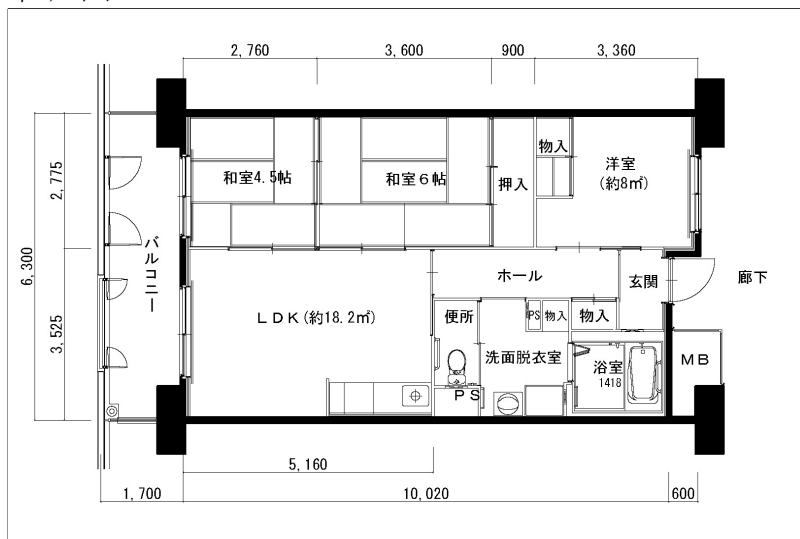 2,760
3,600
900
3,360
和室4.5帖
和室6帖
押入
物入
洋室
(約8㎡)
2,775
6,300
3,525
バルコニー
ホール
玄関
廊下
LDK(約18.2㎡)
便所
PS
物入
物入
洗面脱衣室
浴室
1418
MB
PS
5,160
1,700
10,020
600